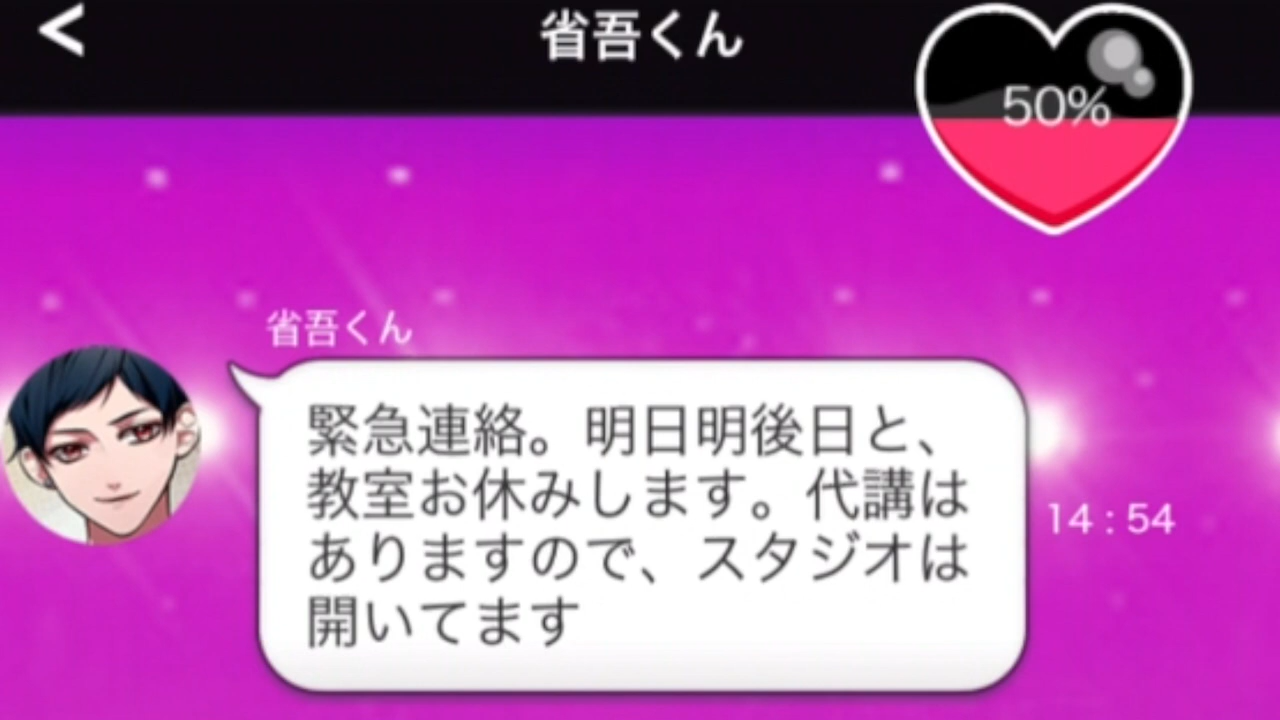 省吾くん
50%
省吾くん
緊急連絡。明日明後日と、
教室お休みします。代講は
ありますので、スタジオは
開いてます
14:54